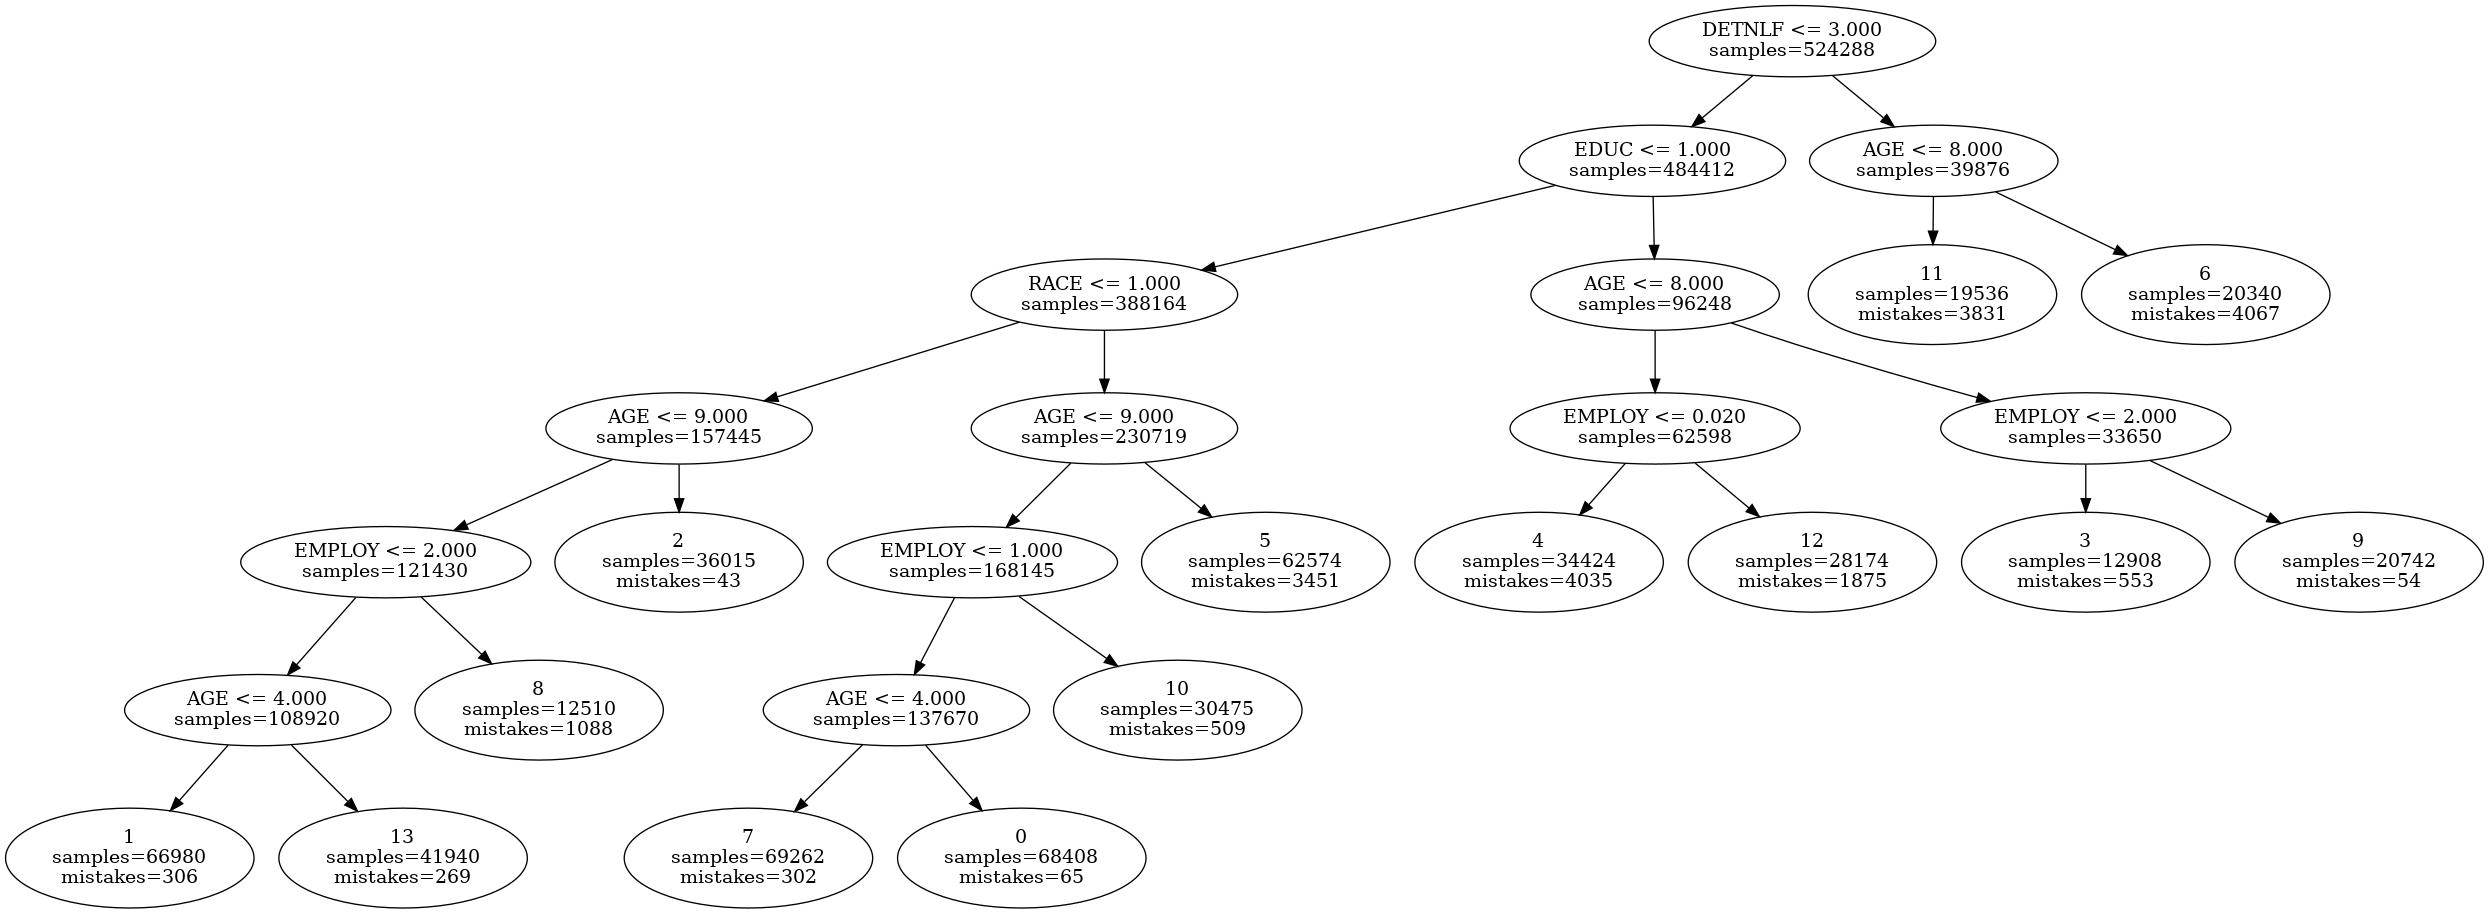 DETNLF <= 3.000
samples=524288
EDUC <= 1.000
samples=484412
AGE <= 8.000
samples=39876
RACE <= 1.000
samples=388164
AGE <= 8.000
samples=96248
11
samples=19536
mistakes=3831
6
samples=20340
mistakes=4067
AGE <= 9.000
samples=157445
AGE <= 9.000
samples=230719
EMPLOY <= 0.020
samples=62598
EMPLOY <= 2.000
samples=33650
EMPLOY <= 2.000
samples=121430
2
samples=36015
mistakes=43
EMPLOY <= 1.000
samples=168145
5
samples=62574
mistakes=3451
4
samples=34424
mistakes=4035
12
samples=28174
mistakes=1875
3
samples=12908
mistakes=553
9
samples=20742
mistakes=54
AGE <= 4.000
samples=108920
8
samples=12510
mistakes=1088
AGE <= 4.000
samples=137670
10
samples=30475
mistakes=509
1
samples=66980
mistakes=306
13
samples=41940
mistakes=269
7
samples=69262
mistakes=302
0
samples=68408
mistakes=65